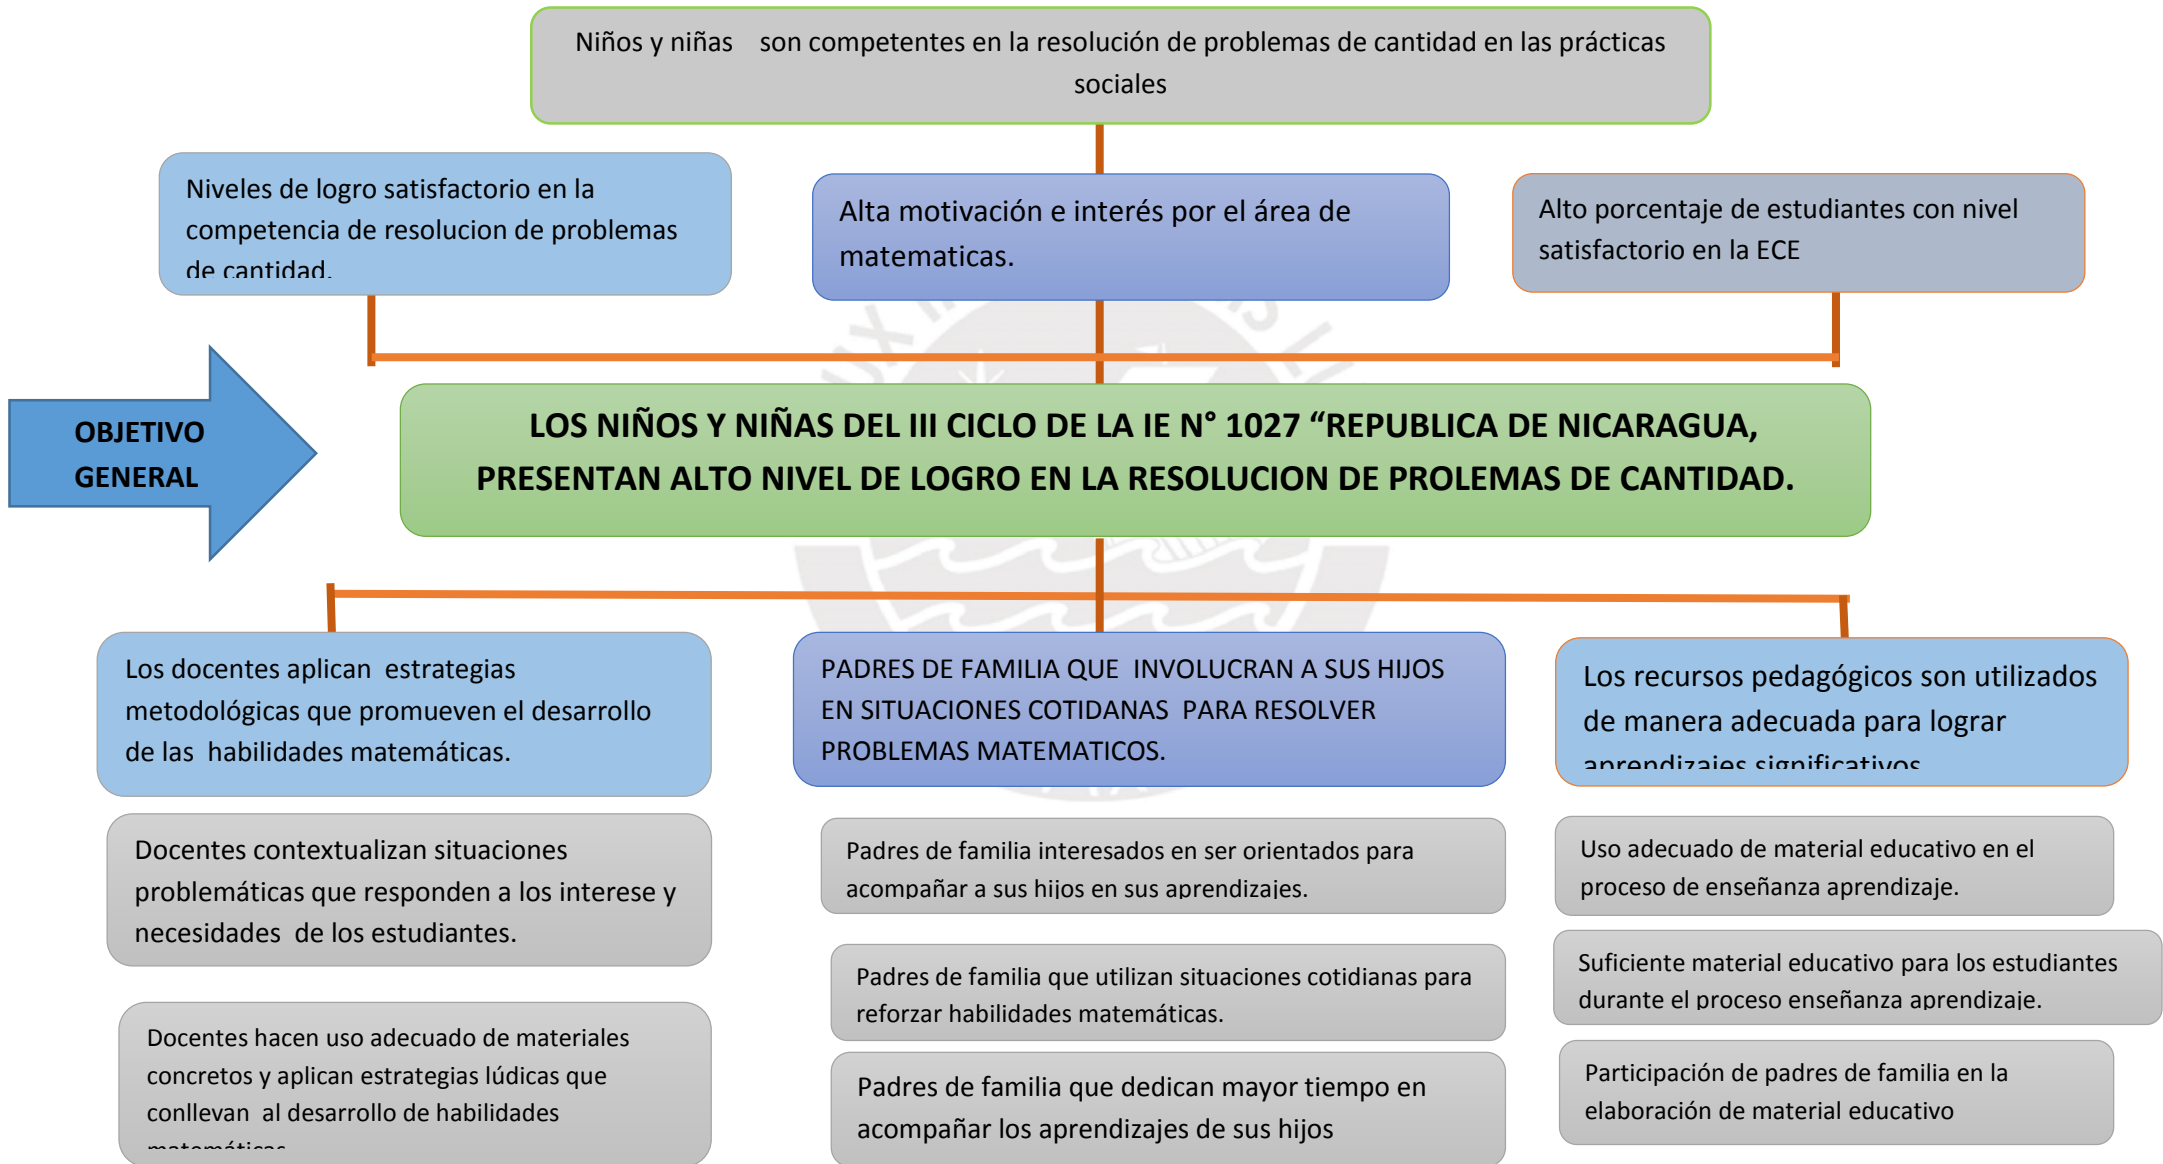 Niños y niñas son competentes en la resolución de problemas de cantidad en las prácticas
sociales
Niveles de logro satisfactorio en la
competencia de resolucion de problemas
de cantidad.
Alta motivación e interés por el área de
matematicas.
Alto porcentaje de estudiantes con nivel
satisfactorio en la ECE
OBJETIVO
GENERAL
LOS NIÑOS Y NIÑAS DEL III CICLO DE LA IE N° 1027 “REPUBLICA DE NICARAGUA,
PRESENTAN ALTO NIVEL DE LOGRO EN LA RESOLUCION DE PROLEMAS DE CANTIDAD.
Los docentes aplican estrategias
metodológicas que promueven el desarrollo
de las habilidades matemáticas.
PADRES DE FAMILIA QUE INVOLUCRAN A SUS HIJOS
EN SITUACIONES COTIDANAS PARA RESOLVER
PROBLEMAS MATEMATICOS.
Los recursos pedagógicos son utilizados
de manera adecuada para lograr
aprendizajes significativos
Docentes contextualizan situaciones
problemáticas que responden a los interese y
necesidades de los estudiantes.
Padres de familia interesados en ser orientados para
acompañar a sus hijos en sus aprendizajes.
Uso adecuado de material educativo en el
proceso de enseñanza aprendizaje.
Padres de familia que utilizan situaciones cotidianas para
reforzar habilidades matemáticas.
Suficiente material educativo para los estudiantes
durante el proceso enseñanza aprendizaje.
Docentes hacen uso adecuado de materiales
concretos y aplican estrategias lúdicas que
conllevan al desarrollo de habilidades
matemáticas
Padres de familia que dedican mayor tiempo en
acompañar los aprendizajes de sus hijos
Participación de padres de familia en la
elaboración de material educativo